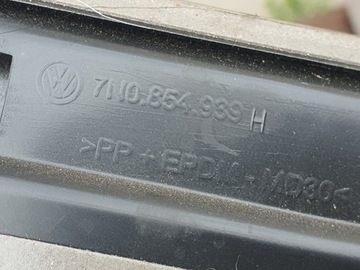 7N0.854.939 H
>PP + EPDM - MD30<